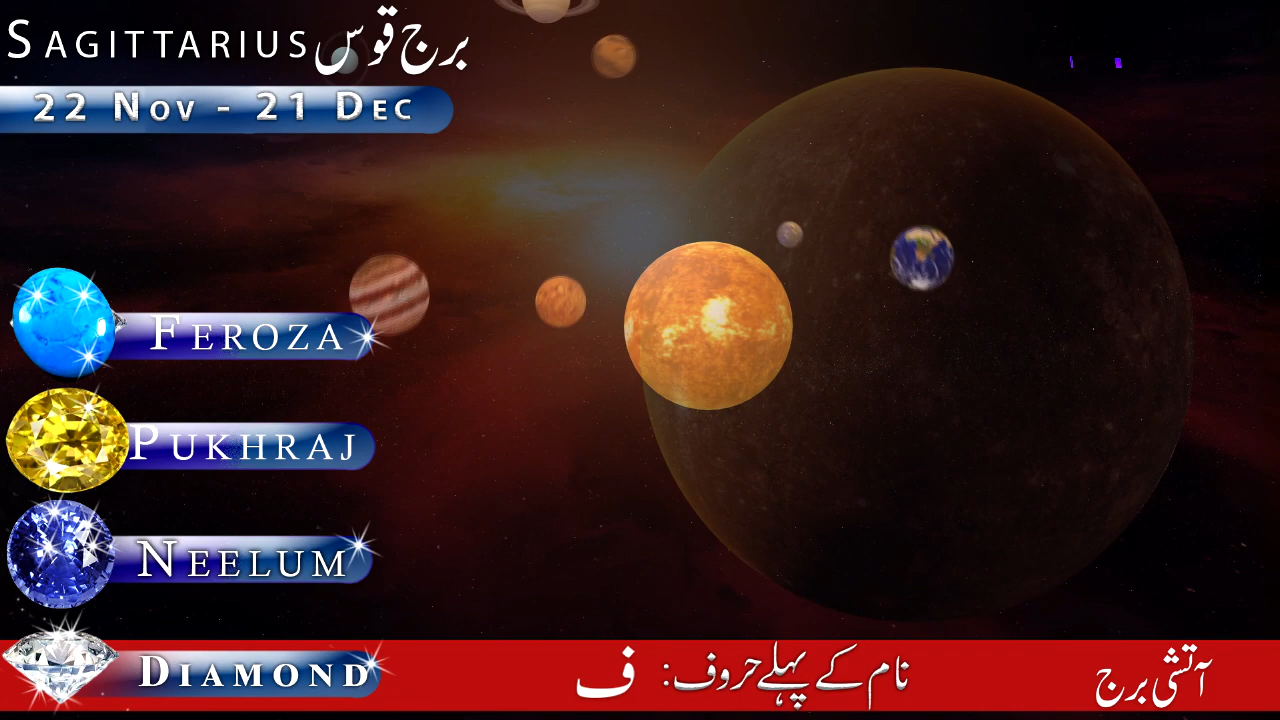 Sagittarius برج قوس
22 Nov - 21 Dec
Feroza
Pukhraj
Neelum
Diamond
نام کے پہلے حروف: ف
آتشی برج